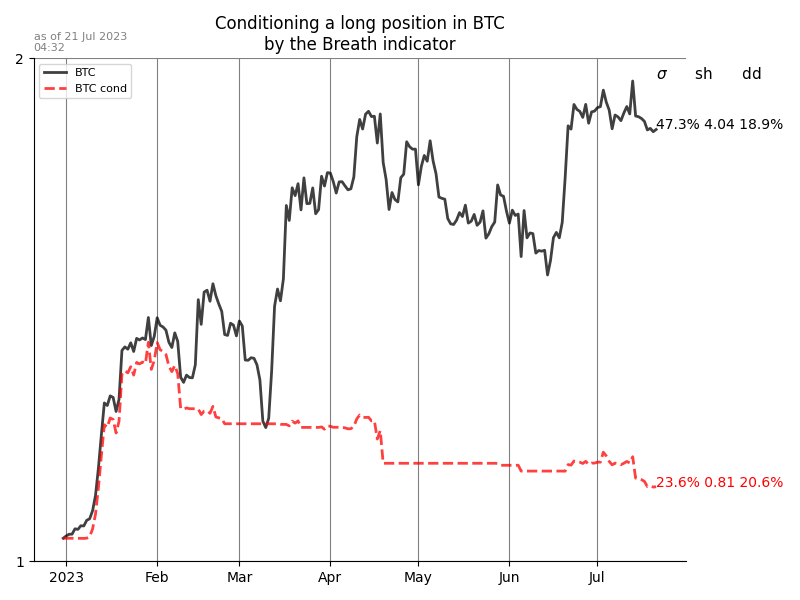 Conditioning a long position in BTC
by the Breath indicator
as of 21 Jul 2023
04:32
2
BTC
BTC cond
σ sh dd
47.3% 4.04 18.9%
23.6% 0.81 20.6%
1
2023 Feb Mar Apr May Jun Jul